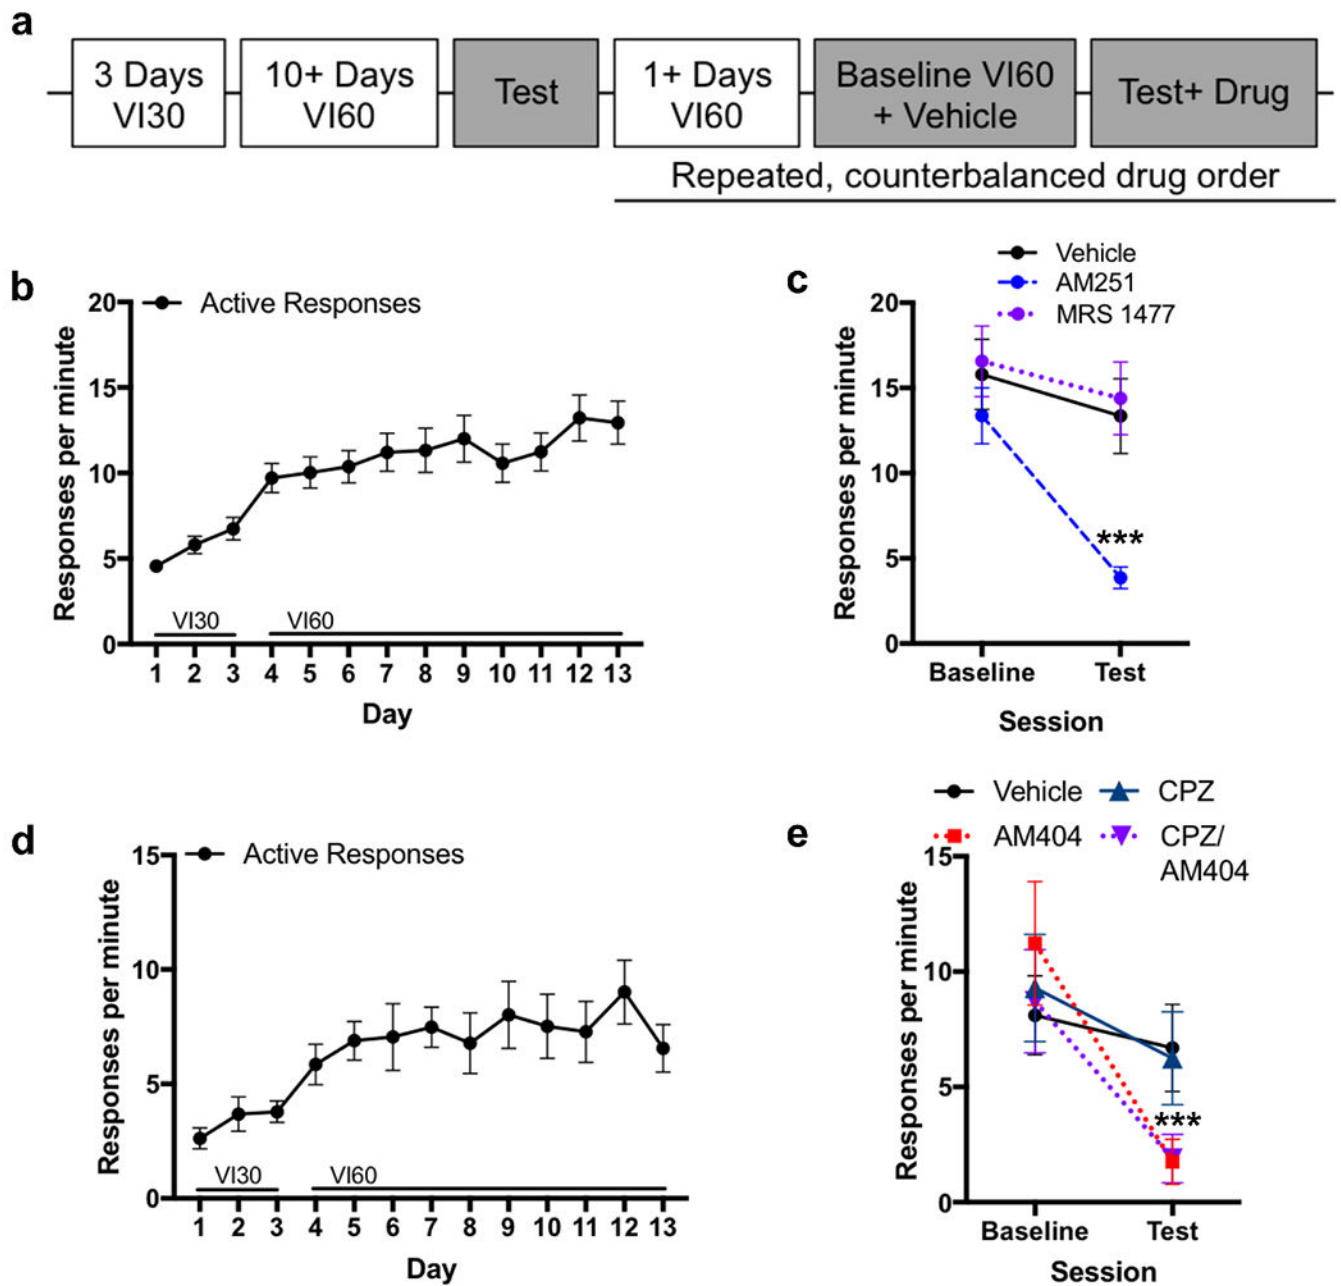 a
3 Days
VI30
10+ Days
VI60
Test
1+ Days
VI60
Baseline VI60
+ Vehicle
Test+ Drug
Repeated, counterbalanced drug order
b
Active Responses
Responses per minute
20
15
10
5
0
VI30
VI60
1 2 3 4 5 6 7 8 9 10 11 12 13
Day
c
Vehicle
AM251
MRS 1477
Responses per minute
20
15
10
5
0
***
Baseline
Test
Session
d
Active Responses
Responses per minute
15
10
5
0
VI30
VI60
1 2 3 4 5 6 7 8 9 10 11 12 13
Day
e
Vehicle
CPZ
AM404
CPZ/
AM404
Responses per minute
15
10
5
0
***
Baseline
Test
Session